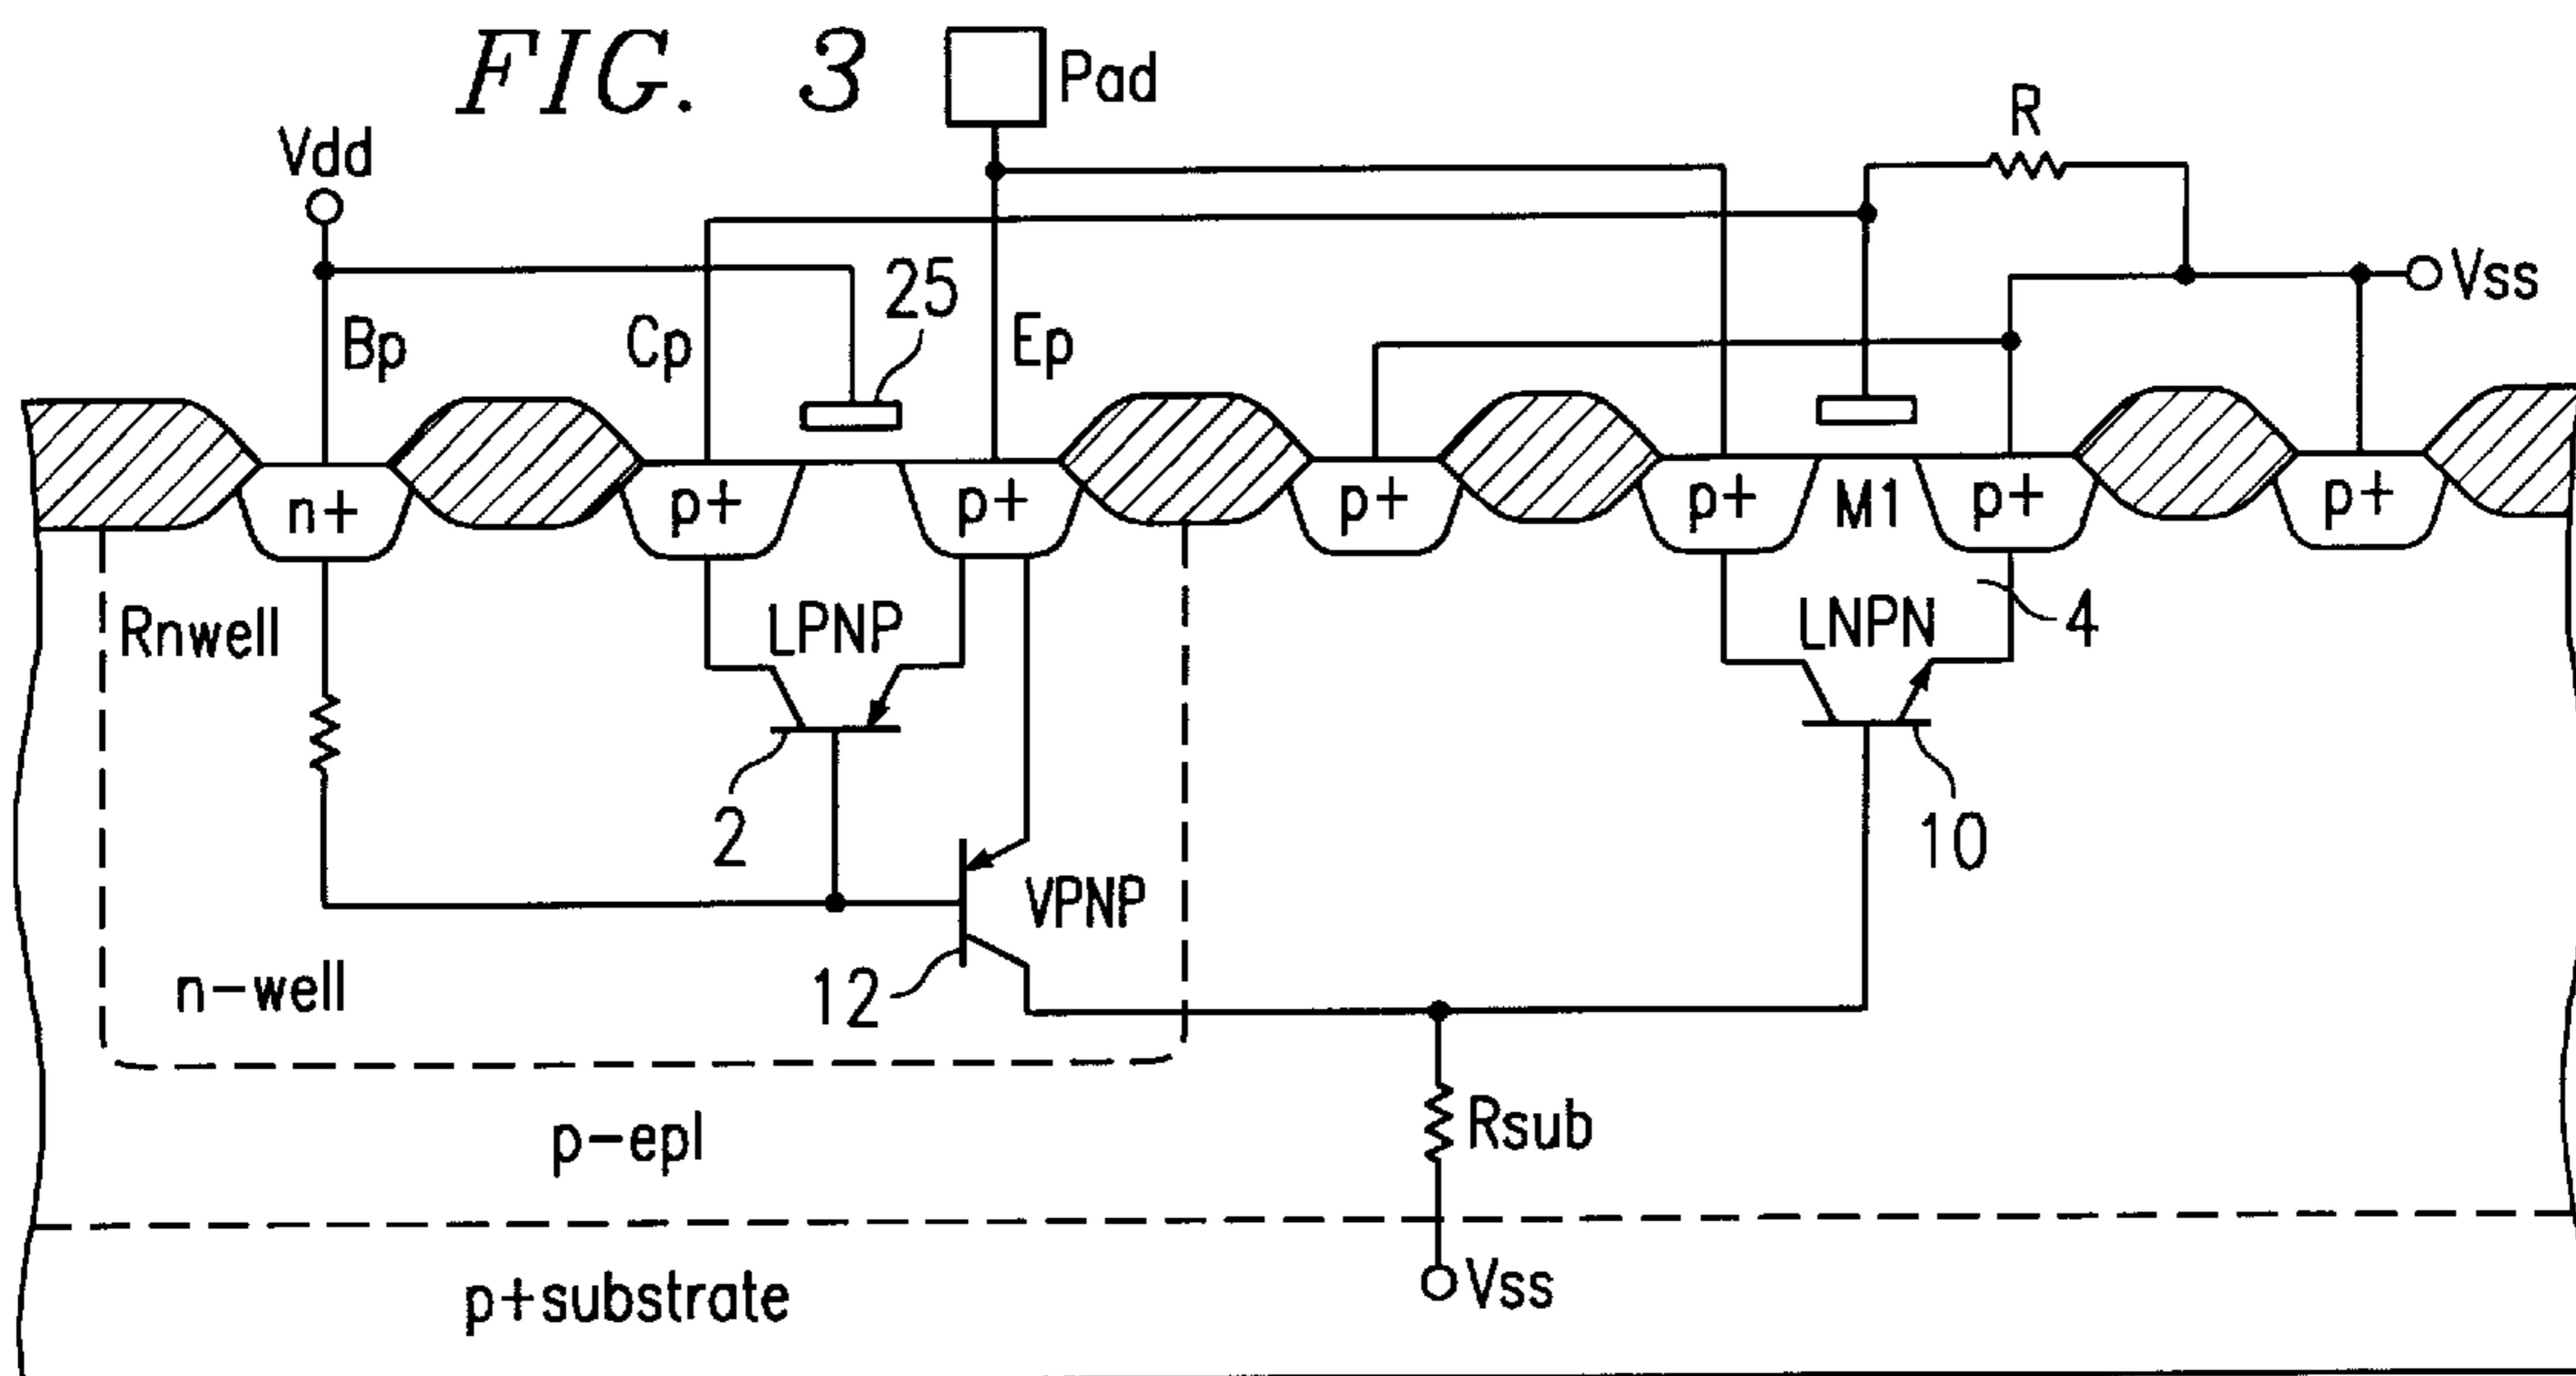 FIG. 3
Pad
R
Vdd
Vss
25
Bp
Cp
Ep
n+
p+
p+
p+
p+
M1
p+
p+
Rnwell
LPNP
LNPN
4
2
10
VPNP
12
n-well
p-epl
Rsub
p+substrate
Vss